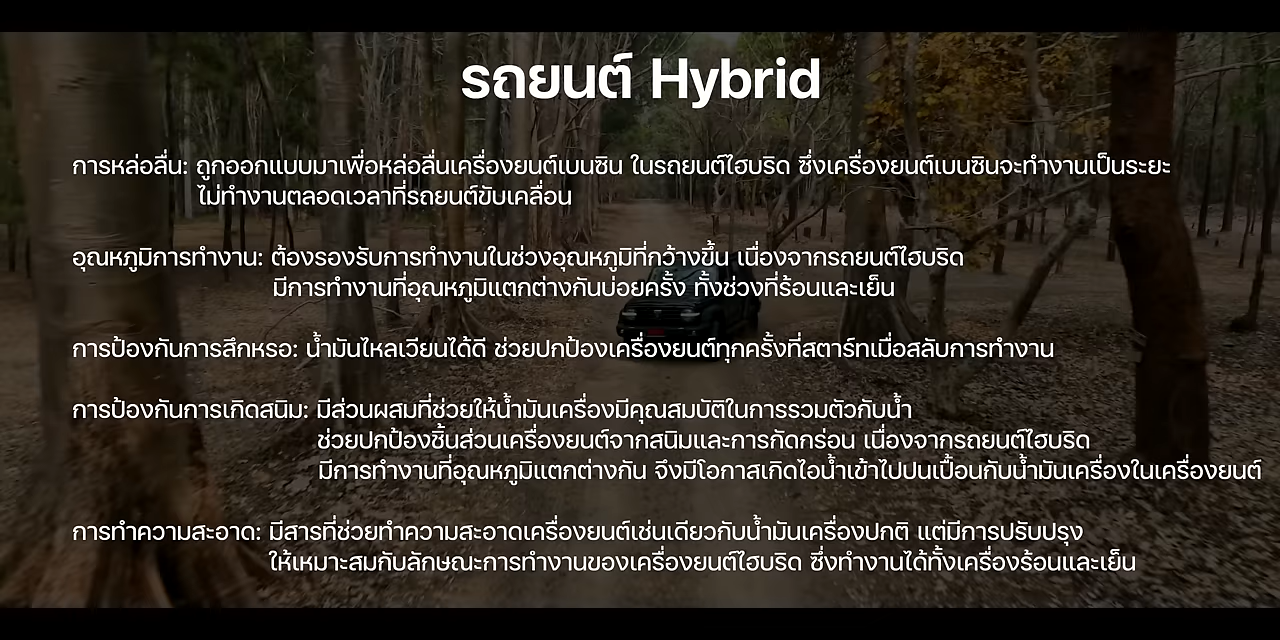 รถยนต์ Hybrid
การหล่อลื่น: ถูกออกแบบมาเพื่อหล่อลื่นเครื่องยนต์เบนซิน ในรถยนต์ไฮบริด ซึ่งเครื่องยนต์เบนซินจะทำงานเป็นระยะ
ไม่ทำงานตลอดเวลาที่รถยนต์ขับเคลื่อน
อุณหภูมิการทำงาน: ต้องรองรับการทำงานในช่วงอุณหภูมิที่กว้างขึ้น เนื่องจากรถยนต์ไฮบริด
มีการทำงานที่อุณหภูมิแตกต่างกันบ่อยครั้ง ทั้งช่วงที่ร้อนและเย็น
การป้องกันการสึกหรอ: น้ำมันไหลเวียนได้ดี ช่วยปกป้องเครื่องยนต์ทุกครั้งที่สตาร์ทเมื่อสลับการทำงาน
การป้องกันการเกิดสนิม: มีส่วนผสมที่ช่วยให้น้ำมันเครื่องมีคุณสมบัติในการรวมตัวกับน้ำ
ช่วยปกป้องชิ้นส่วนเครื่องยนต์จากสนิมและการกัดกร่อน เนื่องจากรถยนต์ไฮบริด
มีการทำงานที่อุณหภูมิแตกต่างกัน จึงมีโอกาสเกิดไอน้ำเข้าไปปนเปื้อนกับน้ำมันเครื่องในเครื่องยนต์
การทำความสะอาด: มีสารที่ช่วยทำความสะอาดเครื่องยนต์เช่นเดียวกับน้ำมันเครื่องปกติ แต่มีการปรับปรุง
ให้เหมาะสมกับลักษณะการทำงานของเครื่องยนต์ไฮบริด ซึ่งทำงานได้ทั้งเครื่องร้อนและเย็น